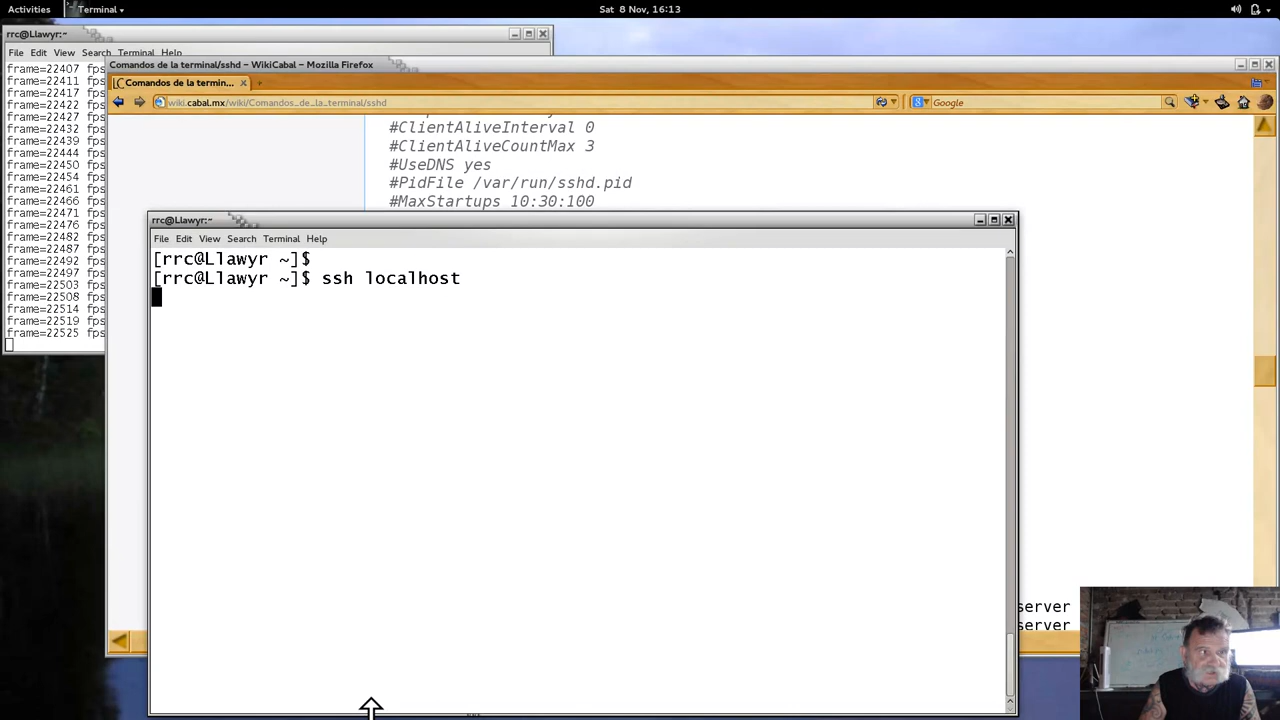 Activities
Terminal
Sat 8 Nov, 16:13
rrc@Llawyr:~
File Edit View Search Terminal Help
frame=22407 fps
frame=22411 fps
frame=22417 fps
frame=22422 fps
frame=22427 fps
frame=22432 fps
frame=22439 fps
frame=22444 fps
frame=22450 fps
frame=22454 fps
frame=22461 fps
frame=22466 fps
frame=22471 fps
frame=22476 fps
frame=22482 fps
frame=22487 fps
frame=22492 fps
frame=22497 fps
frame=22503 fps
frame=22508 fps
frame=22514 fps
frame=22519 fps
frame=22525 fps
Comandos de la terminal/sshd – WikiCabal – Mozilla Firefox
Comandos de la termin...
wiki.cabal.mx/wiki/Comandos_de_la_terminal/sshd
Google
#ClientAliveInterval 0
#ClientAliveCountMax 3
#UseDNS yes
#PidFile /var/run/sshd.pid
#MaxStartups 10:30:100
rrc@Llawyr:~
File Edit View Search Terminal Help
[rrc@Llawyr ~]$
[rrc@Llawyr ~]$ ssh localhost
server
server